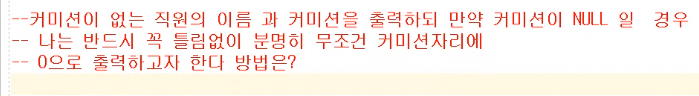 --커미션이 없는 직원의 이름 과 커미션을 출력하되 만약 커미션이 NULL 일  경우
-- 나는 반드시 꼭 틀림없이 분명히 무조건 커미션자리에
-- 0으로 출력하고자 한다 방법은?